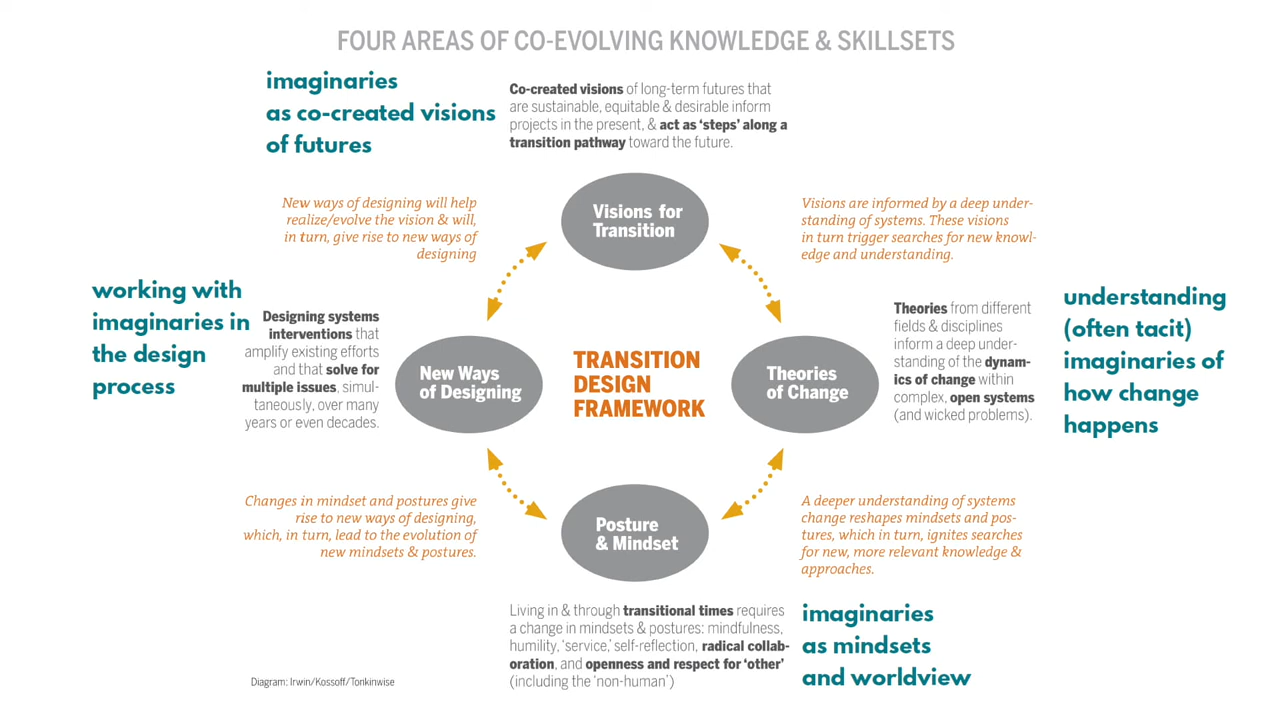 FOUR AREAS OF CO-EVOLVING KNOWLEDGE & SKILLSETS
imaginaries
as co-created visions
of futures
Co-created visions of long-term futures that
are sustainable, equitable & desirable inform
projects in the present, & act as ‘steps’ along a
transition pathway toward the future.
New ways of designing will help
realize/evolve the vision & will,
in turn, give rise to new ways of
designing
Visions for
Transition
Visions are informed by a deep under-
standing of systems. These visions
in turn trigger searches for new knowl-
edge and understanding.
working with
imaginaries in
the design
process
Designing systems
interventions that
amplify existing efforts
and that solve for
multiple issues, simul-
taneously, over many
years or even decades.
New Ways
of Designing
TRANSITION
DESIGN
FRAMEWORK
Theories
of Change
Theories from different
fields & disciplines
inform a deep under-
standing of the dynam-
ics of change within
complex, open systems
(and wicked problems).
understanding
(often tacit)
imaginaries of
how change
happens
Changes in mindset and postures give
rise to new ways of designing,
which, in turn, lead to the evolution of
new mindsets & postures.
Posture
& Mindset
A deeper understanding of systems
change reshapes mindsets and pos-
tures, which in turn, ignites searches
for new, more relevant knowledge &
approaches.
Living in & through transitional times requires
a change in mindsets & postures: mindfulness,
humility, ‘service,’ self-reflection, radical collab-
oration, and openness and respect for ‘other’
(including the ‘non-human’)
imaginaries
as mindsets
and worldview
Diagram: Irwin/Kossoff/Tonkinwise